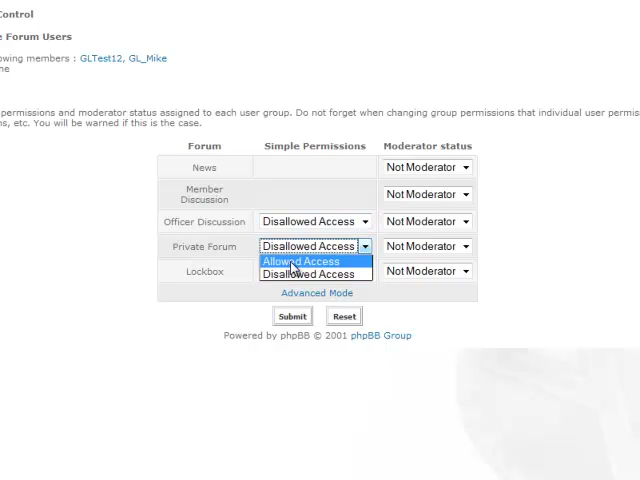 Control
e Forum Users
owing members : GLTest12, GL_Mike
ne
permissions and moderator status assigned to each user group. Do not forget when changing group permissions that individual user permis
ns, etc. You will be warned if this is the case.
Forum Simple Permissions Moderator status
News Not Moderator
Member Discussion Not Moderator
Officer Discussion Disallowed Access Not Moderator
Private Forum Disallowed Access Not Moderator
Allowed Access
Lockbox Disallowed Access Not Moderator
Advanced Mode
Submit Reset
Powered by phpBB © 2001 phpBB Group